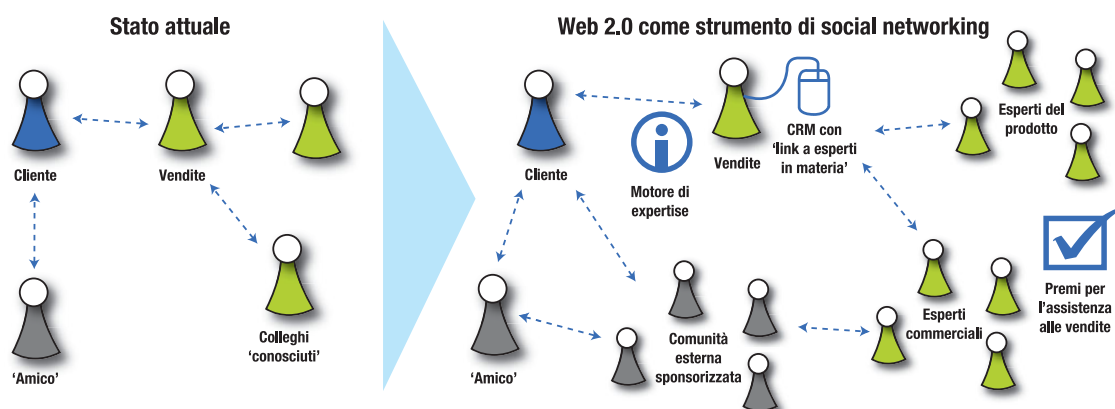 Stato attuale
Cliente
Vendite
Colleghi
'conosciuti'
'Amico'
Web 2.0 come strumento di social networking
Cliente
Motore di
expertise
Vendite
CRM con
'link a esperti
in materia'
Esperti del
prodotto
'Amico'
Comunità
esterna
sponsorizzata
Esperti
commerciali
Premi per
l'assistenza
alle vendite